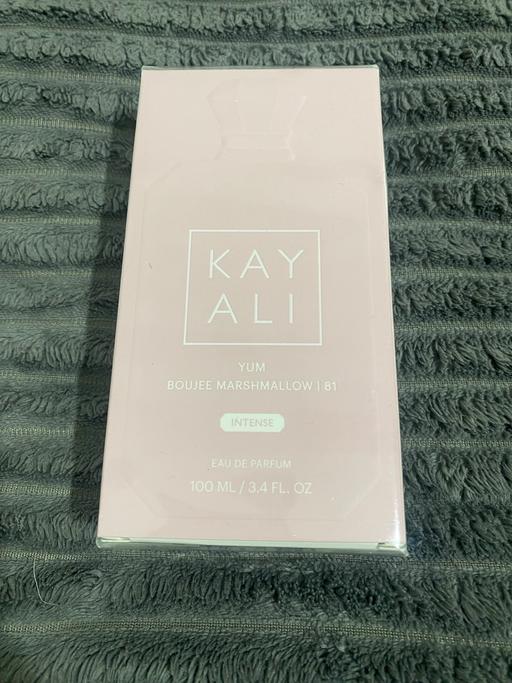 KAY
ALI
YUM
BOUJEE MARSHMALLOW | 81
INTENSE
EAU DE PARFUM
100 ML / 3.4 FL. OZ